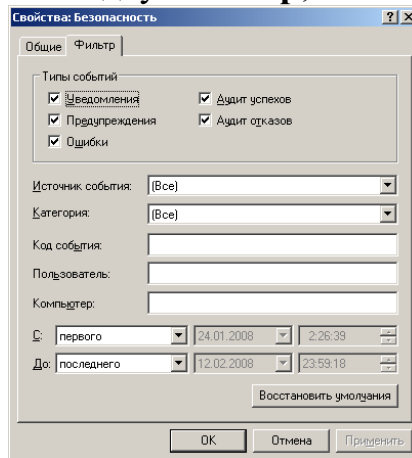 Свойства: Безопасность
Общие Фильтр
Типы событий
Уведомления Аудит успехов
Предупреждения Аудит отказов
Ошибки
Источник события: (Все)
Категория: (Все)
Код события:
Пользователь:
Компьютер:
С: первого 24.01.2008 2:26:39
До: последнего 12.02.2008 23:59:18
Восстановить умолчания
OK Отмена Применить